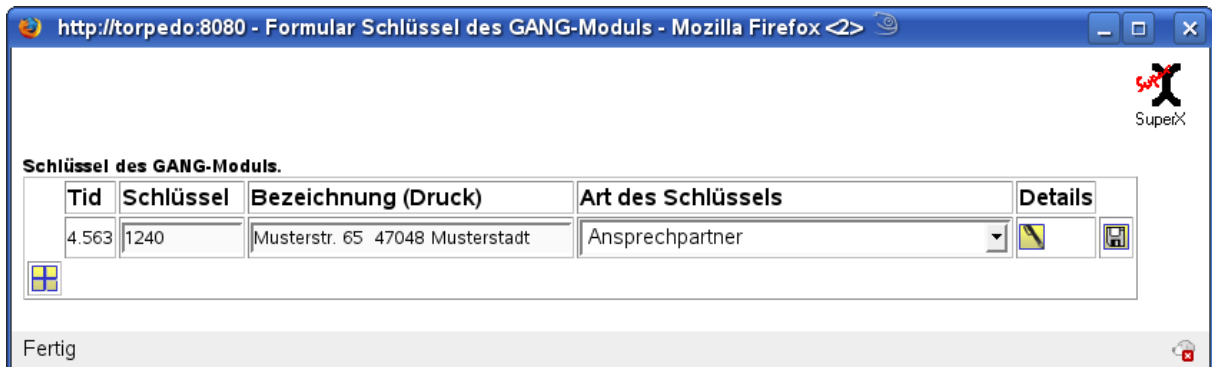 http://torpedo:8080 - Formular Schlüssel des GANG-Moduls - Mozilla Firefox <2>
SuperX
SuperX
Schlüssel des GANG-Moduls.
Tid Schlüssel Bezeichnung (Druck) Art des Schlüssels Details
4.563 1240 Musterstr. 65 47048 Musterstadt Ansprechpartner
Fertig